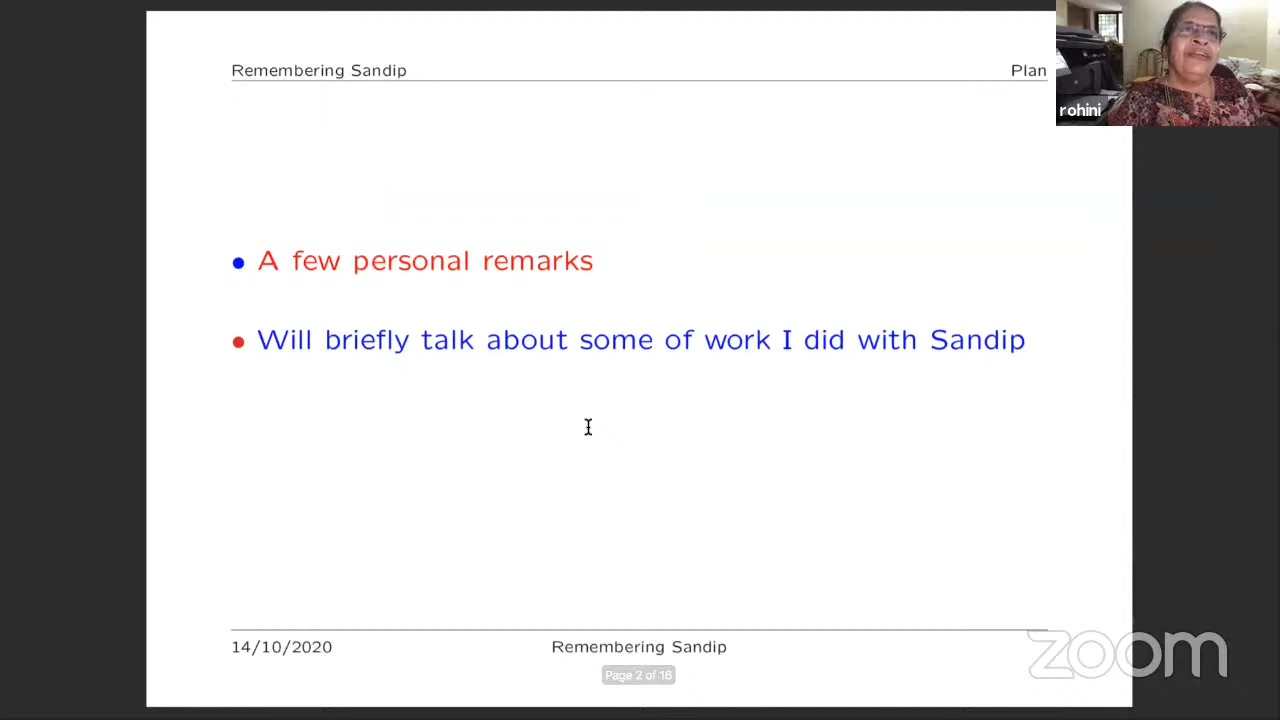 Remembering Sandip Plan
rohini
A few personal remarks
Will briefly talk about some of work I did with Sandip
14/10/2020 Remembering Sandip
Page 2 of 16
zoom